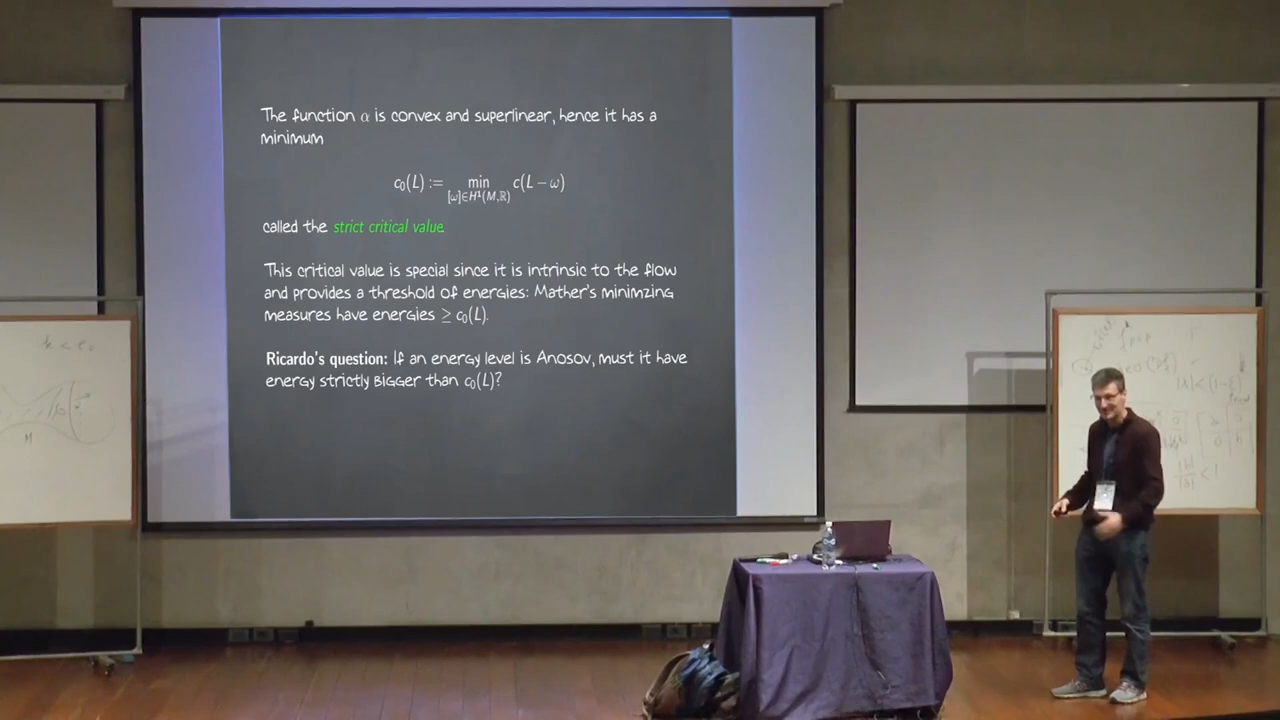 The function α is convex and superlinear, hence it has a
minimum
c₀(L) := min c(L − ω)
[ω]∈H¹(M,ℝ)
called the strict critical value.
This critical value is special since it is intrinsic to the flow
and provides a threshold of energies: Mather's minimzing
measures have energies ≥ c₀(L).
Ricardo's question: If an energy level is Anosov, must it have
energy strictly bigger than c₀(L)?
k < c₀
M